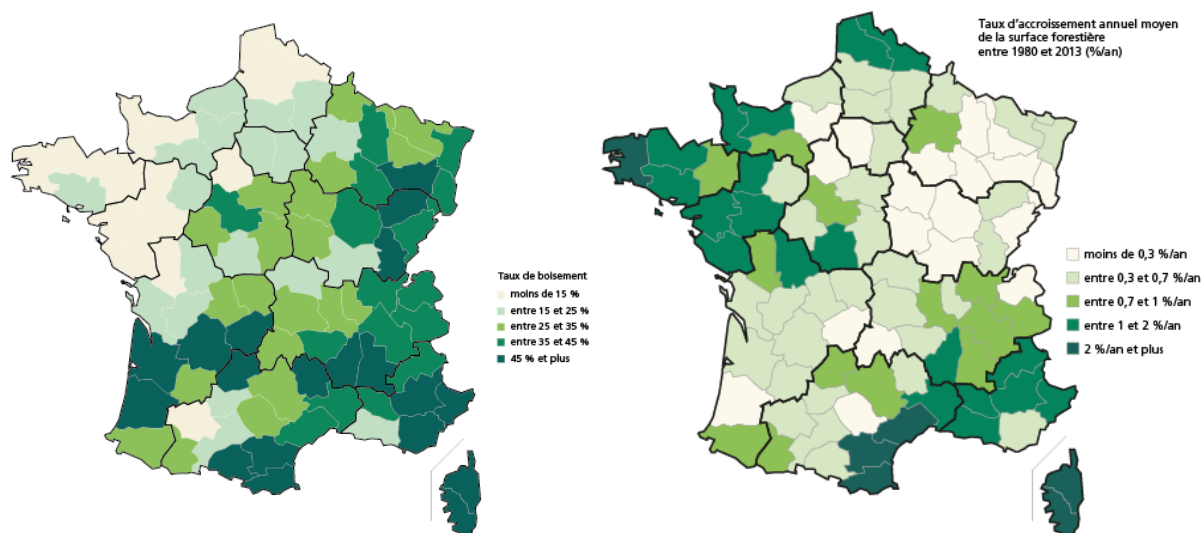 Taux d'accroissement annuel moyen
de la surface forestière
entre 1980 et 2013 (%/an)
Taux de boisement
moins de 15 %
entre 15 et 25 %
entre 25 et 35 %
entre 35 et 45 %
45 % et plus
moins de 0,3 %/an
entre 0,3 et 0,7 %/an
entre 0,7 et 1 %/an
entre 1 et 2 %/an
2 %/an et plus